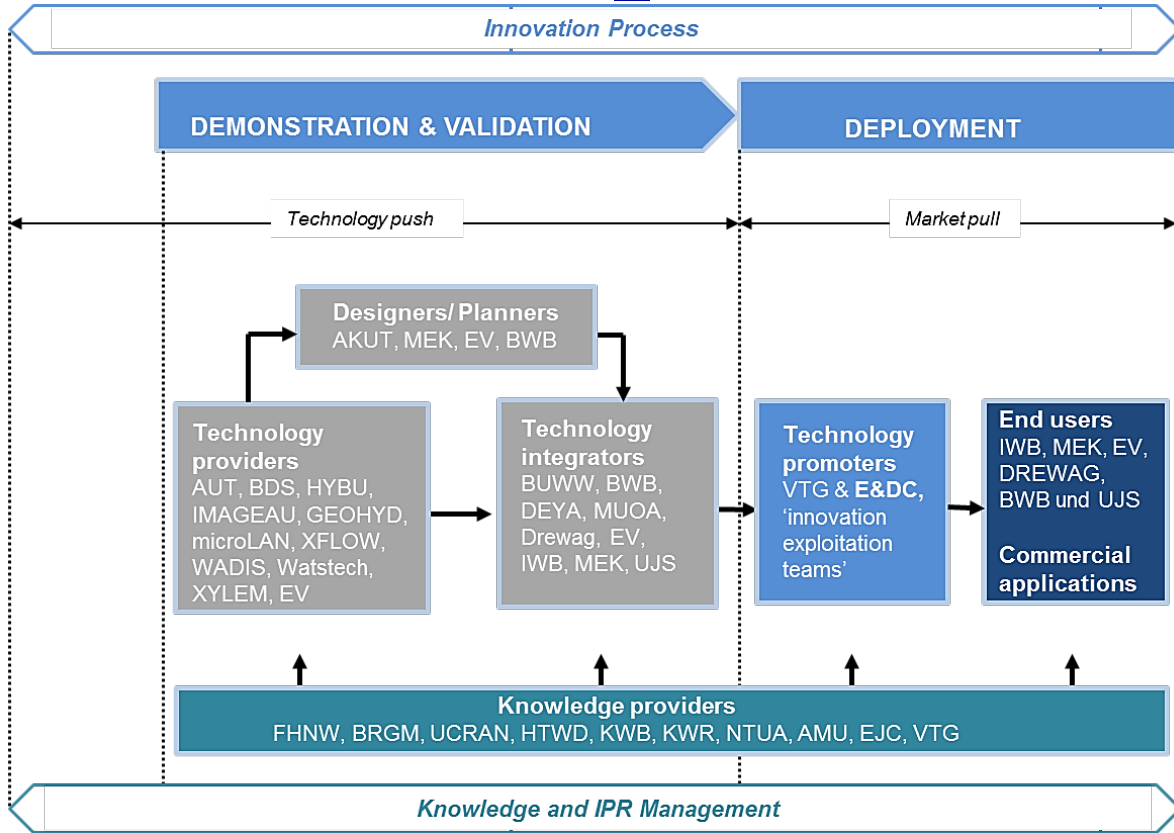 Innovation Process
DEMONSTRATION & VALIDATION
DEPLOYMENT
Technology push
Market pull
Designers/ Planners
AKUT, MEK, EV, BWB
Technology
providers
AUT, BDS, HYBU,
IMAGEAU, GEOHYD,
microLAN, XFLOW,
WADIS, Watstech,
XYLEM, EV
Technology
integrators
BUWW, BWB,
DEYA, MUOA,
Drewag, EV,
IWB, MEK, UJS
Technology
promoters
VTG & E&DC,
‘innovation
exploitation
teams’
End users
IWB, MEK, EV,
DREWAG,
BWB und UJS
Commercial
applications
Knowledge providers
FHNW, BRGM, UCRAN, HTWD, KWB, KWR, NTUA, AMU, EJC, VTG
Knowledge and IPR Management